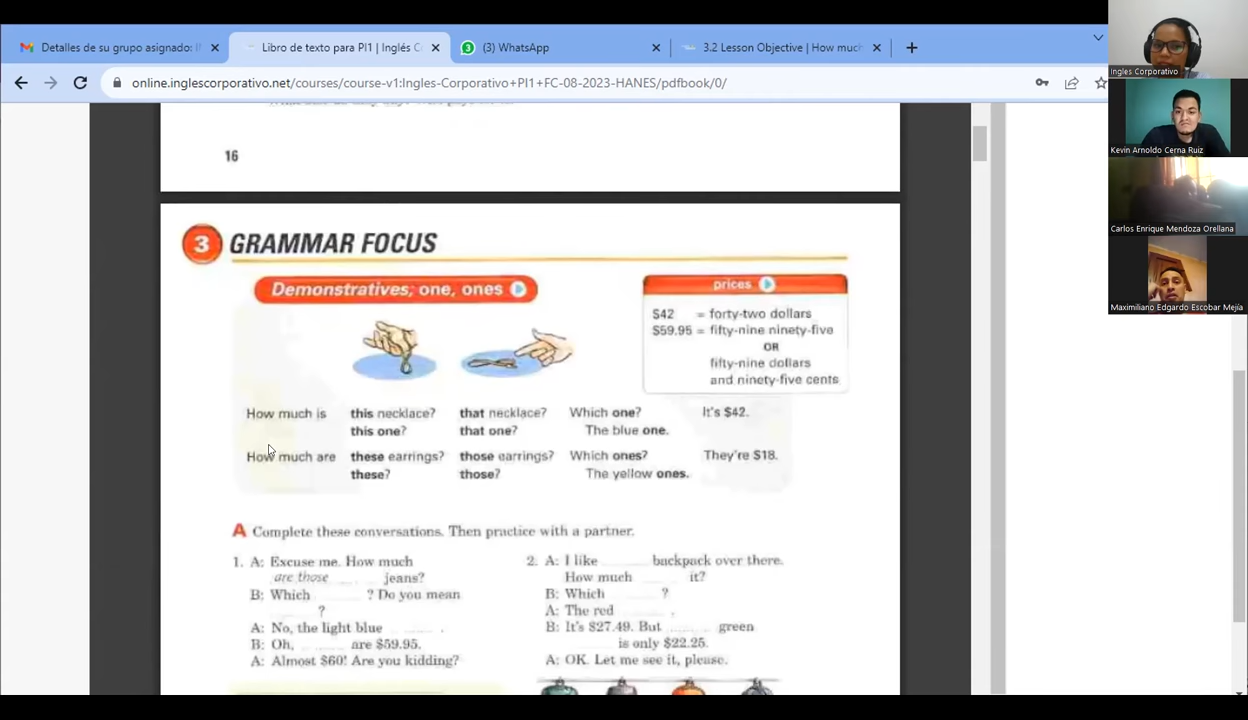 Detalles de su grupo asignado: I
Libro de texto para PI1 | Inglés C
3
(3) WhatsApp
3.2 Lesson Objective | How much
online.inglescorporativo.net/courses/course-v1:Ingles-Corporativo+PI1+FC-08-2023-HANES/pdfbook/0/
Ingles Corporativo
Kevin Arnoldo Cerna Ruiz
Carlos Enrique Mendoza Orellana
Maximiliano Edgardo Escobar Mejía
16
3 GRAMMAR FOCUS
Demonstratives; one, ones
prices
$42 = forty-two dollars
$59.95 = fifty-nine ninety-five
OR
fifty-nine dollars
and ninety-five cents
How much is this necklace? that necklace? Which one? It's $42.
this one? that one? The blue one.
How much are these earrings? those earrings? Which ones? They're $18.
these? those? The yellow ones.
A Complete these conversations. Then practice with a partner.
1. A: Excuse me. How much
are those jeans?
B: Which ? Do you mean
?
A: No, the light blue .
B: Oh, are $59.95.
A: Almost $60! Are you kidding?
2. A: I like backpack over there.
How much it?
B: Which ?
A: The red .
B: It's $27.49. But green
is only $22.25.
A: OK. Let me see it, please.